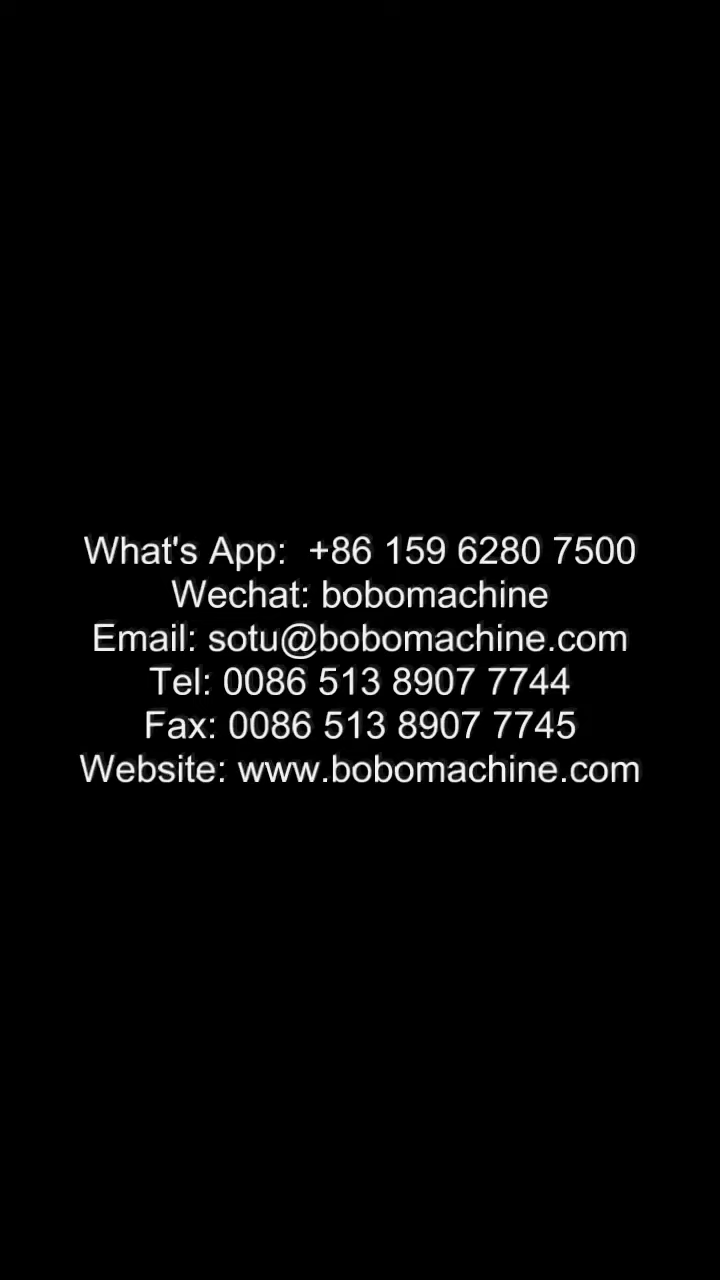 What's App:  +86 159 6280 7500
Wechat: bobomachine
Email: sotu@bobomachine.com
Tel: 0086 513 8907 7744
Fax: 0086 513 8907 7745
Website: www.bobomachine.com